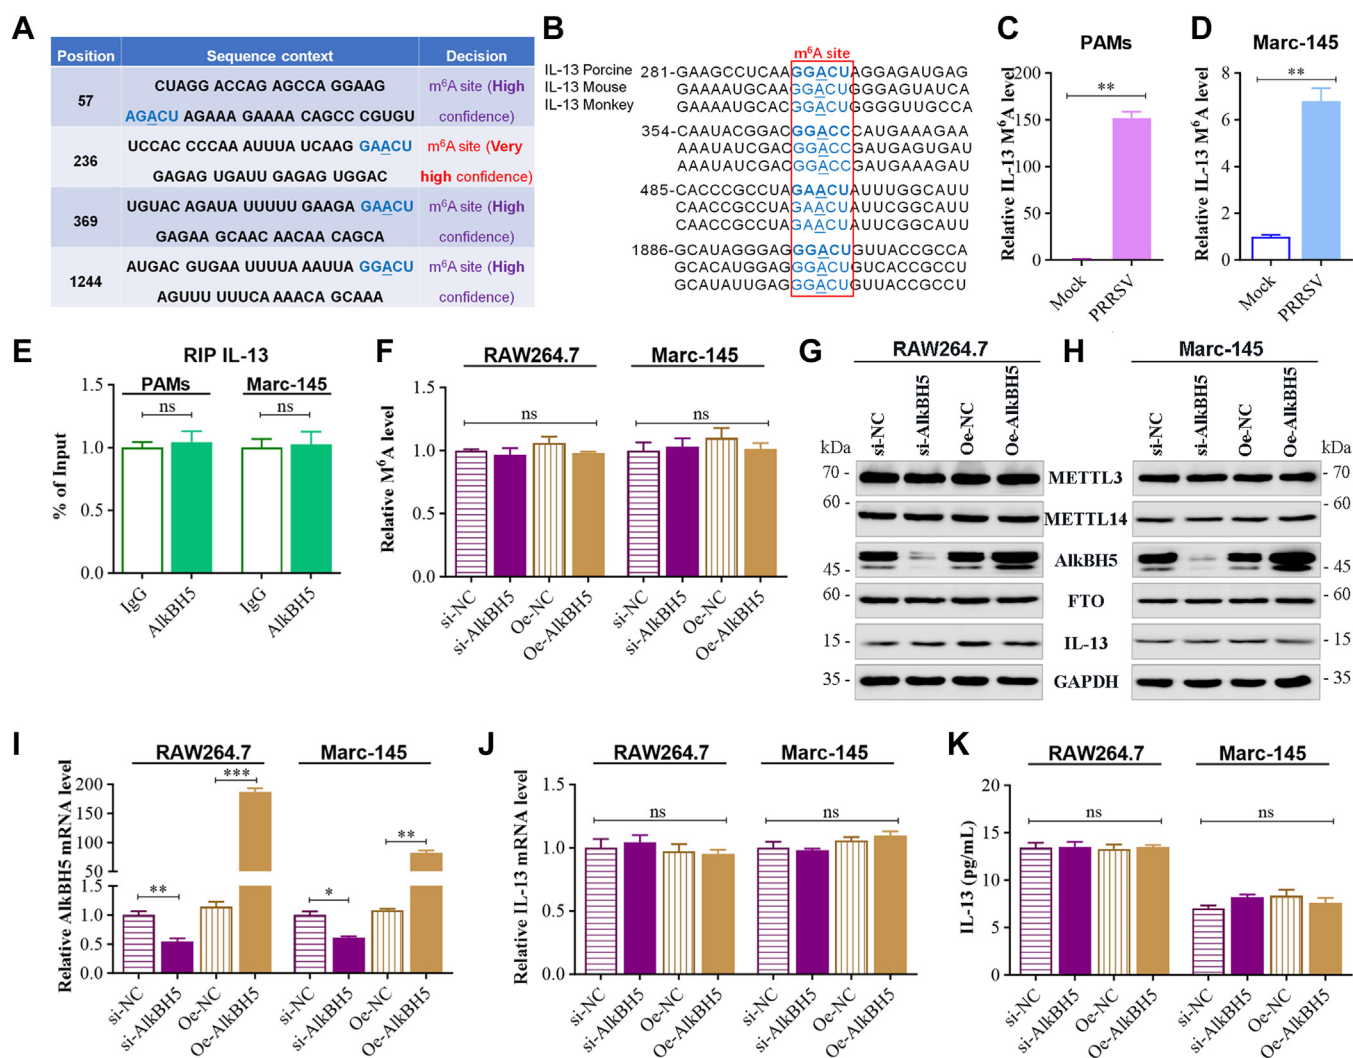 A
Position Sequence context Decision
57
CUAGG ACCAG AGCCA GGAAG
AGACU AGAAA GAAAA CAGCC CGUGU
m⁶A site (High
confidence)
236
UCCAC CCCAA AUUUA UCAAG GAACU
GAGAG UGAUU GAGAG UGGAC
m⁶A site (Very
high confidence)
369
UGUAC AGAUA UUUUU GAAGA GAACU
GAGAA GCAAC AACAA CAGCA
m⁶A site (High
confidence)
1244
AUGAC GUGAA UUUUA AAUUA GGACU
AGUUU UUUCA AAACA GCAAA
m⁶A site (High
confidence)
B
m⁶A site
IL-13 Porcine 281-GAAGCCUCAAGGACUAGGAGAUGAG
IL-13 Mouse GAAAAUGCAAGGACUGGGAGUAUCA
IL-13 Monkey GAAAAUGCACGGACUGGGGUUGCCA
354-CAAUACGGACGGACCCAUGAAAGAA
AAAUAUCGACGGACCGAUGAGUGAU
AAAUAUCGACGGACCGAUGAAAGAU
485-CACCCGCCUAGAACUAUUUGGCAUU
CAACCGCCUAGAACUAUUCGGCAUU
CAACCGCCUAGAACUAUUCGGCAUU
1886-GCAUAGGGAGGGACUGUUACCGCCA
GCACAUGGAGGGACUGUCACCGCCU
GCAUAUUGAGGGACUGUUACCGCCU
C
PAMs
Relative IL-13 M⁶A level
200
150
100
50
0
**
Mock
PRRSV
D
Marc-145
Relative IL-13 M⁶A level
8
6
4
2
0
**
Mock
PRRSV
E
RIP IL-13
PAMs Marc-145
ns ns
% of Input
1.5
1.0
0.5
0.0
IgG
AlkBH5
IgG
AlkBH5
F
RAW264.7 Marc-145
ns ns
Relative M⁶A level
1.5
1.0
0.5
0.0
si-NC
si-AlkBH5
Oe-NC
Oe-AlkBH5
si-NC
si-AlkBH5
Oe-NC
Oe-AlkBH5
G
RAW264.7
kDa
si-NC
si-AlkBH5
Oe-NC
Oe-AlkBH5
70 -
60 -
45 -
60 -
15 -
35 -
METTL3
METTL14
AlkBH5
FTO
IL-13
GAPDH
H
Marc-145
si-NC
si-AlkBH5
Oe-NC
Oe-AlkBH5
kDa
- 70
- 60
- 45
- 60
- 15
- 35
I
RAW264.7 Marc-145
Relative AlkBH5 mRNA level
200
150
100
50
1.5
1.0
0.5
0.0
** *** * **
si-NC
si-AlkBH5
Oe-NC
Oe-AlkBH5
si-NC
si-AlkBH5
Oe-NC
Oe-AlkBH5
J
RAW264.7 Marc-145
ns ns
Relative IL-13 mRNA level
1.5
1.0
0.5
0.0
si-NC
si-AlkBH5
Oe-NC
Oe-AlkBH5
si-NC
si-AlkBH5
Oe-NC
Oe-AlkBH5
K
RAW264.7 Marc-145
ns ns
IL-13 (pg/mL)
20
15
10
5
0
si-NC
si-AlkBH5
Oe-NC
Oe-AlkBH5
si-NC
si-AlkBH5
Oe-NC
Oe-AlkBH5